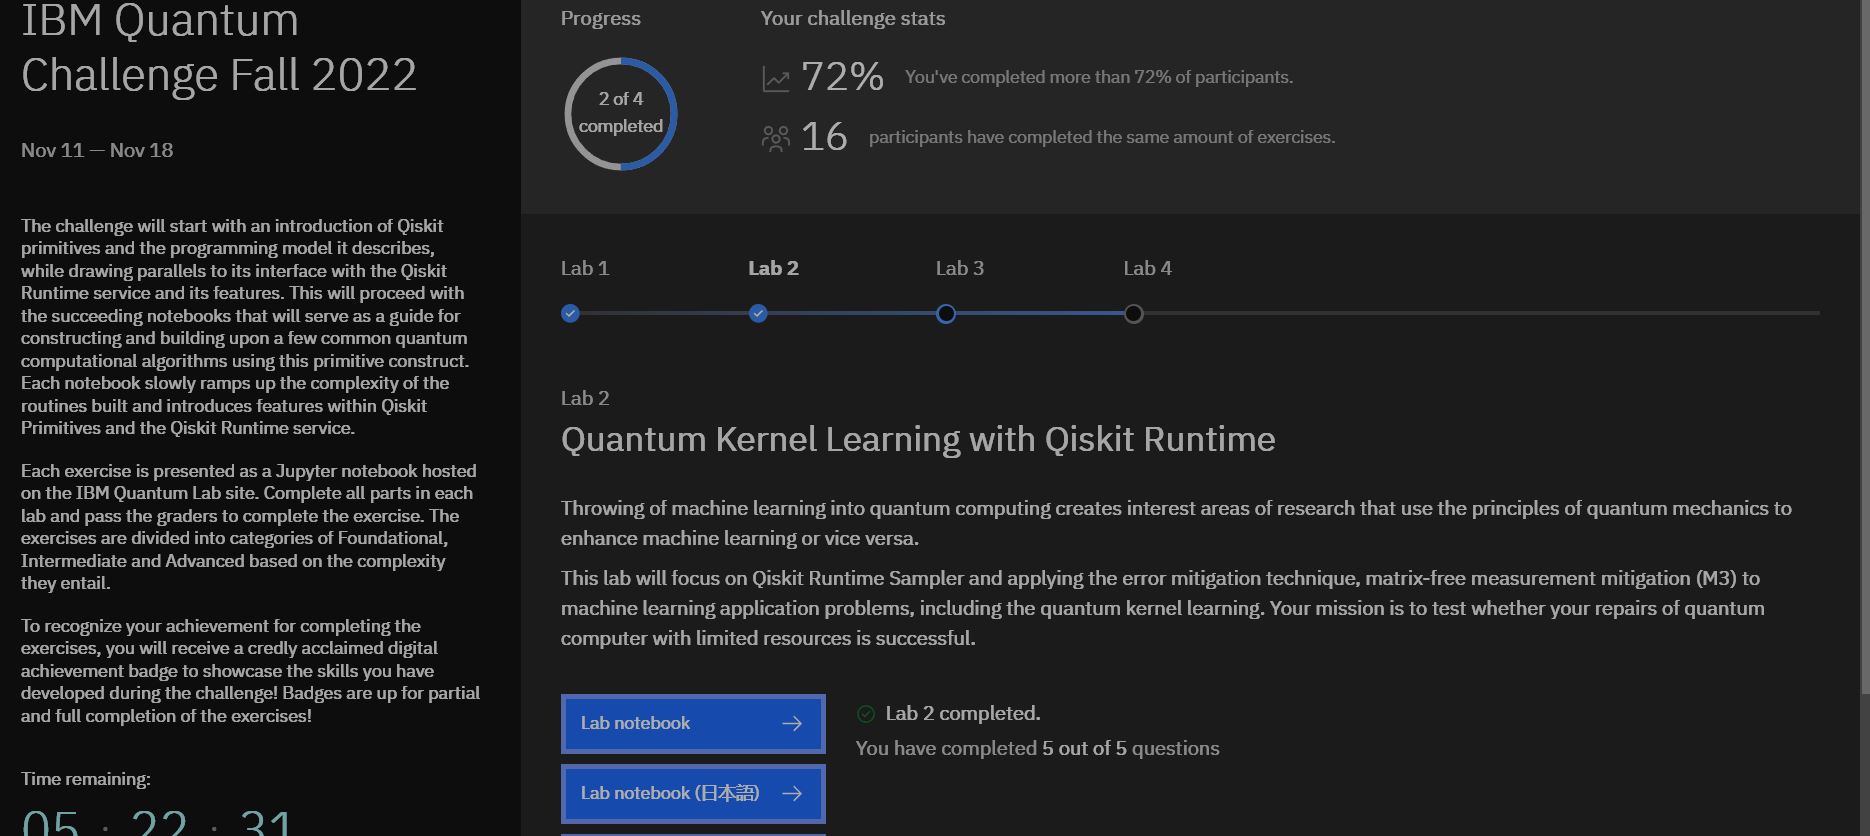 IBM Quantum
Challenge Fall 2022
Nov 11 — Nov 18
The challenge will start with an introduction of Qiskit
primitives and the programming model it describes,
while drawing parallels to its interface with the Qiskit
Runtime service and its features. This will proceed with
the succeeding notebooks that will serve as a guide for
constructing and building upon a few common quantum
computational algorithms using this primitive construct.
Each notebook slowly ramps up the complexity of the
routines built and introduces features within Qiskit
Primitives and the Qiskit Runtime service.
Each exercise is presented as a Jupyter notebook hosted
on the IBM Quantum Lab site. Complete all parts in each
lab and pass the graders to complete the exercise. The
exercises are divided into categories of Foundational,
Intermediate and Advanced based on the complexity
they entail.
To recognize your achievement for completing the
exercises, you will receive a credly acclaimed digital
achievement badge to showcase the skills you have
developed during the challenge! Badges are up for partial
and full completion of the exercises!
Time remaining:
05 : 22 : 31
Progress
2 of 4
completed
Your challenge stats
72% You've completed more than 72% of participants.
16 participants have completed the same amount of exercises.
Lab 1 Lab 2 Lab 3 Lab 4
Lab 2
Quantum Kernel Learning with Qiskit Runtime
Throwing of machine learning into quantum computing creates interest areas of research that use the principles of quantum mechanics to
enhance machine learning or vice versa.
This lab will focus on Qiskit Runtime Sampler and applying the error mitigation technique, matrix-free measurement mitigation (M3) to
machine learning application problems, including the quantum kernel learning. Your mission is to test whether your repairs of quantum
computer with limited resources is successful.
Lab notebook
Lab notebook (日本語)
Lab 2 completed.
You have completed 5 out of 5 questions